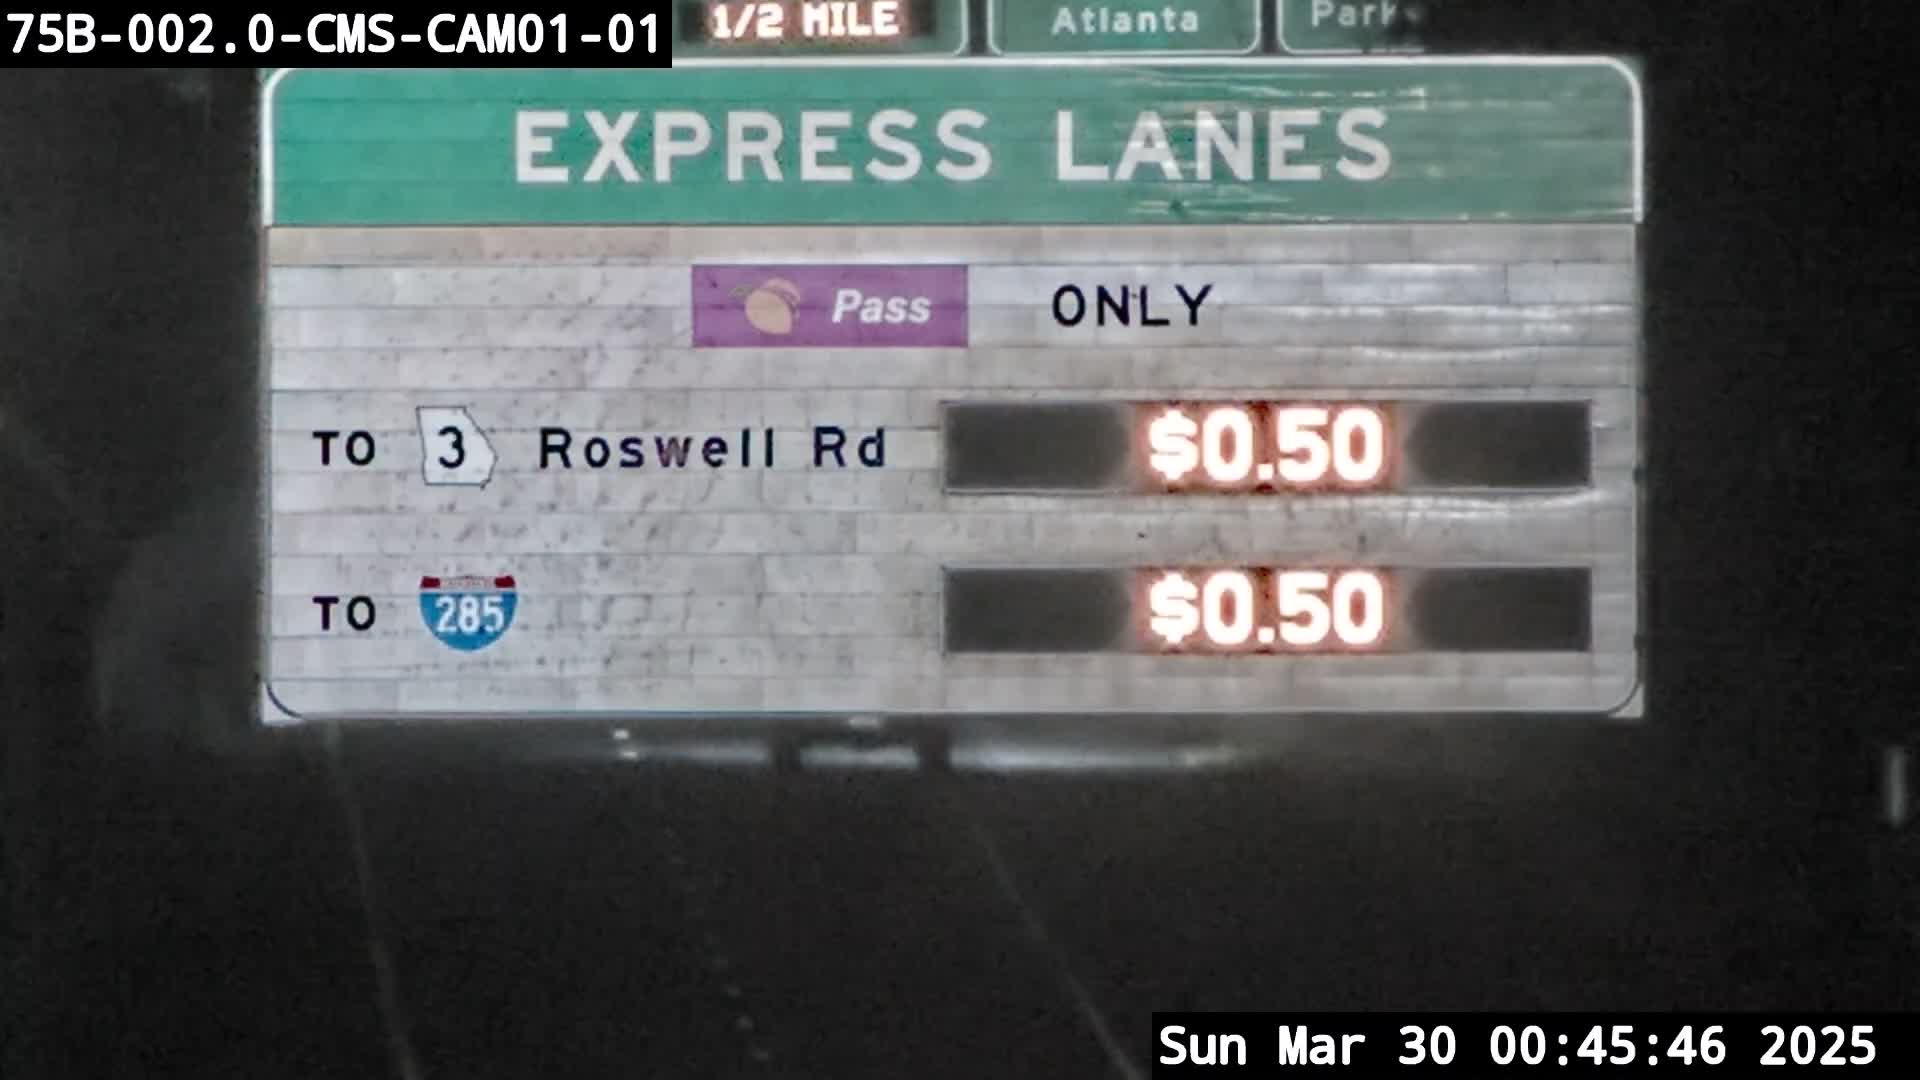 75B-002.0-CMS-CAM01-01
1/2 MILE
Atlanta
Park
EXPRESS LANES
Pass ONLY
TO 3 Roswell Rd $0.50
TO 285 $0.50
Sun Mar 30 00:45:46 2025